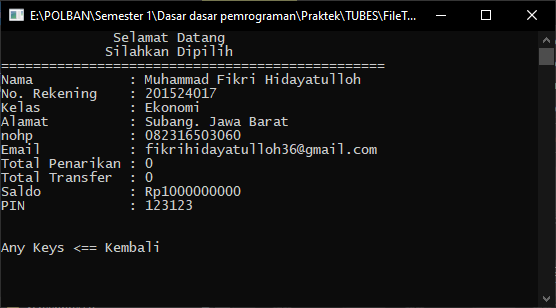 E:\POLBAN\Semester 1\Dasar dasar pemrograman\Praktek\TUBES\FileT...
Selamat Datang
Silahkan Dipilih
================================================
Nama : Muhammad Fikri Hidayatulloh
No. Rekening : 201524017
Kelas : Ekonomi
Alamat : Subang. Jawa Barat
nohp : 082316503060
Email : fikrihidayatulloh36@gmail.com
Total Penarikan : 0
Total Transfer : 0
Saldo : Rp1000000000
PIN : 123123
Any Keys <== Kembali